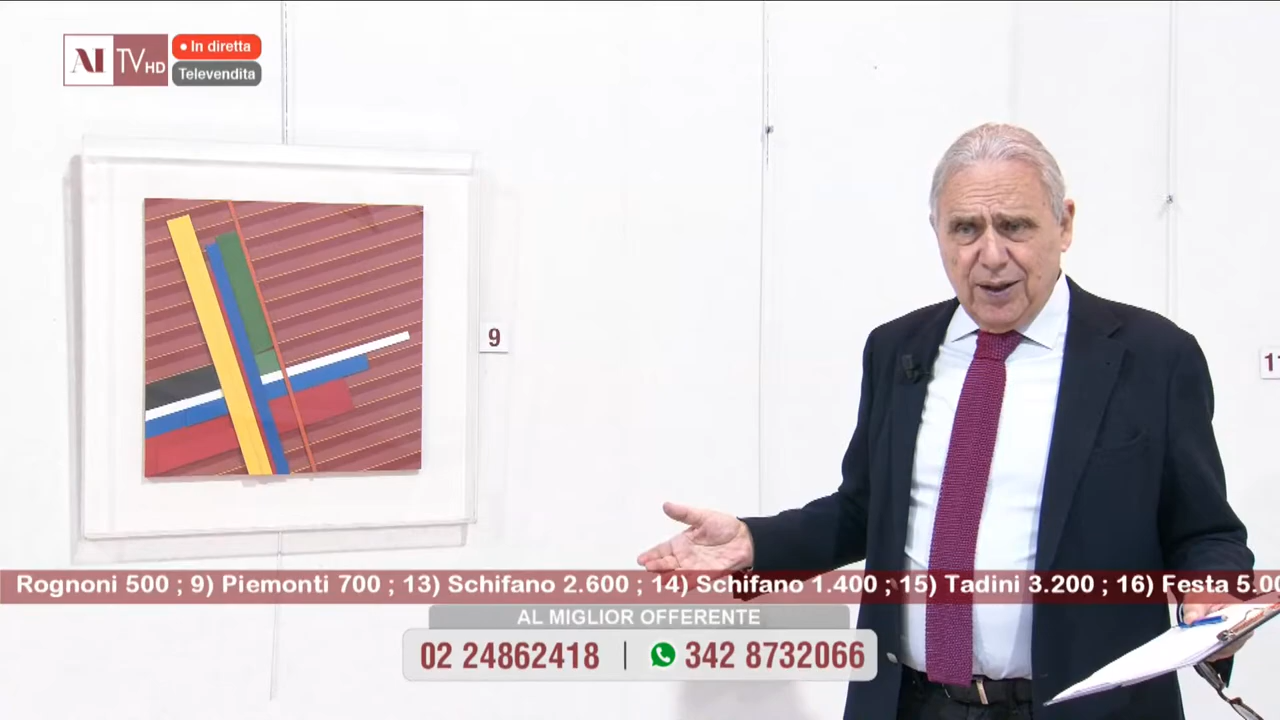 AI TV HD
• In diretta
Televendita
9
11
Rognoni 500 ; 9) Piemonti 700 ; 13) Schifano 2.600 ; 14) Schifano 1.400 ; 15) Tadini 3.200 ; 16) Festa 5.00
AL MIGLIOR OFFERENTE
02 24862418 | 342 8732066